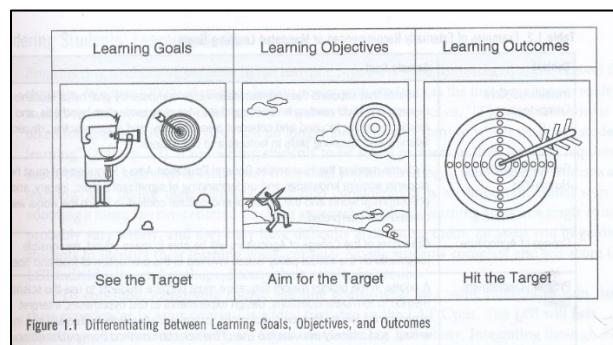 Learning Goals
Learning Objectives
Learning Outcomes
See the Target
Aim for the Target
Hit the Target
Figure 1.1 Differentiating Between Learning Goals, Objectives, and Outcomes